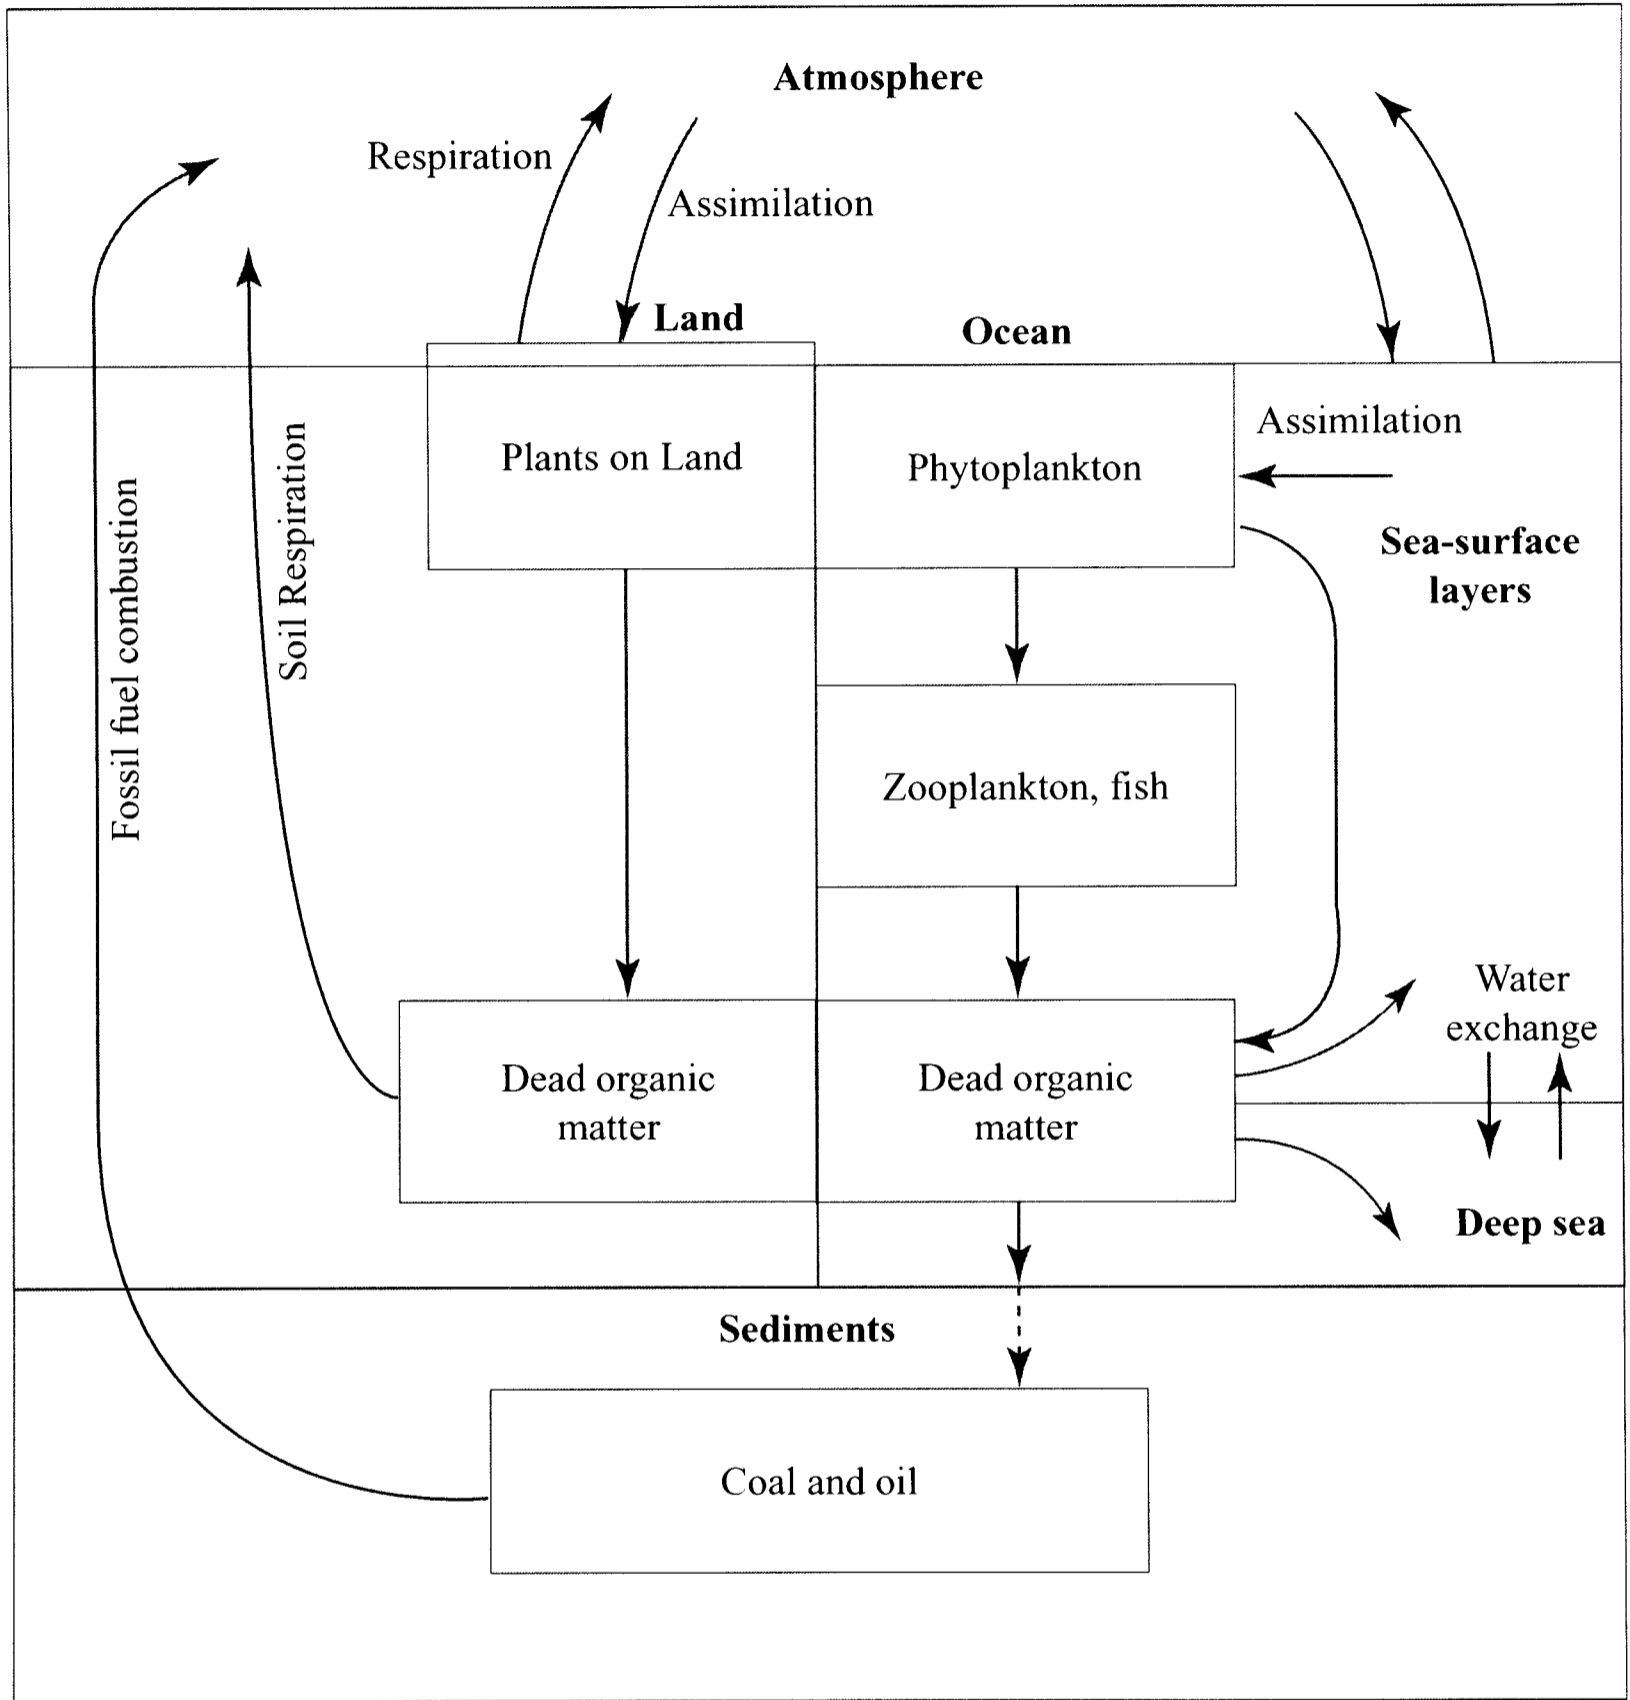 Atmosphere
Respiration
Assimilation
Land
Ocean
Plants on Land
Phytoplankton
Assimilation
Sea-surface
layers
Fossil fuel combustion
Soil Respiration
Zooplankton, fish
Water
exchange
Dead organic
matter
Dead organic
matter
Deep sea
Sediments
Coal and oil